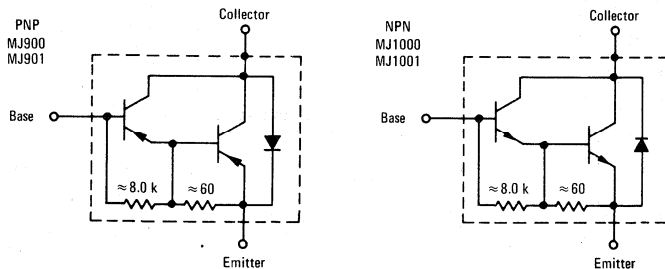 PNP
MJ900
MJ901
Collector
Base
≈ 8.0 k
≈ 60
Emitter
NPN
MJ1000
MJ1001
Collector
Base
≈ 8.0 k
≈ 60
Emitter